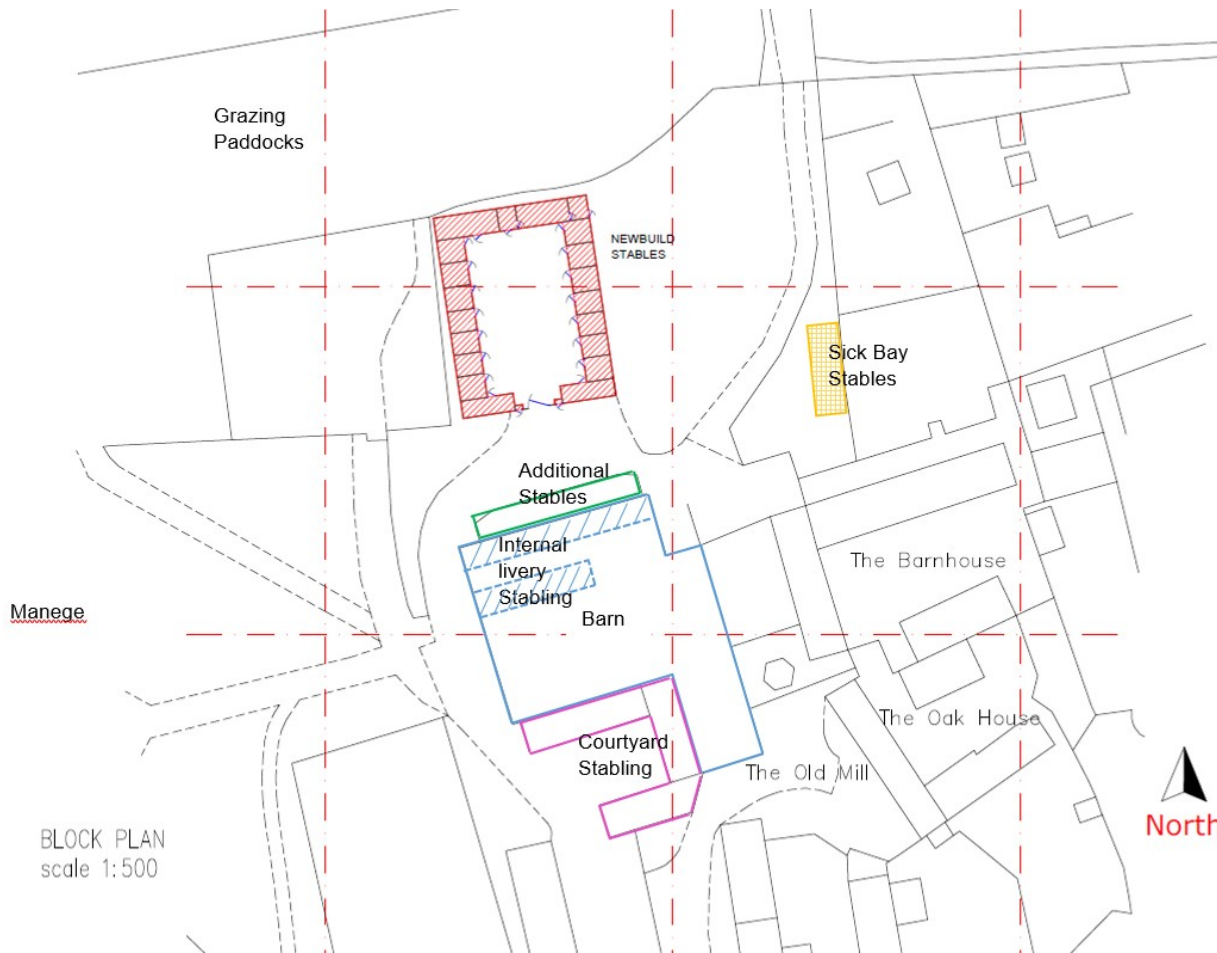 Grazing
Paddocks
NEWBUILD
STABLES
Sick Bay
Stables
Additional
Stables
Internal
livery
Stabling
The Barnhouse
Manege
Barn
The Oak House
Courtyard
Stabling
The Old Mill
North
BLOCK PLAN
scale 1:500